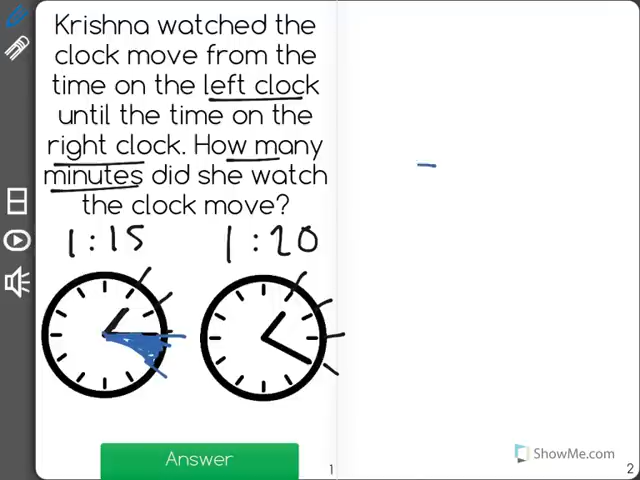 Krishna watched the
clock move from the
time on the left clock
until the time on the
right clock. How many
minutes did she watch
the clock move?
1:15 1:20
Answer
1
ShowMe.com
2